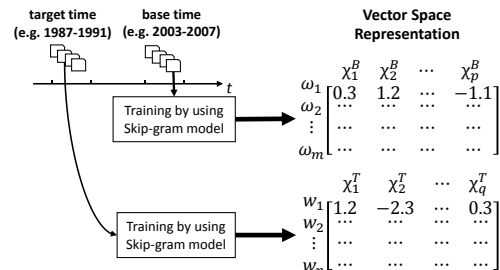 target time
(e.g. 1987-1991)
base time
(e.g. 2003-2007)
Vector Space
Representation
t
Training by using
Skip-gram model
χ₁ᴮ χ₂ᴮ ⋯ χₚᴮ
ω₁ 0.3 1.2 ⋯ −1.1
ω₂ ⋯ ⋯ ⋯ ⋯
⋮
ωₘ ⋯ ⋯ ⋯ ⋯
Training by using
Skip-gram model
χ₁ᵀ χ₂ᵀ ⋯ χ_qᵀ
w₁ 1.2 −2.3 ⋯ 0.3
w₂ ⋯ ⋯ ⋯ ⋯
⋮
wₙ ⋯ ⋯ ⋯ ⋯